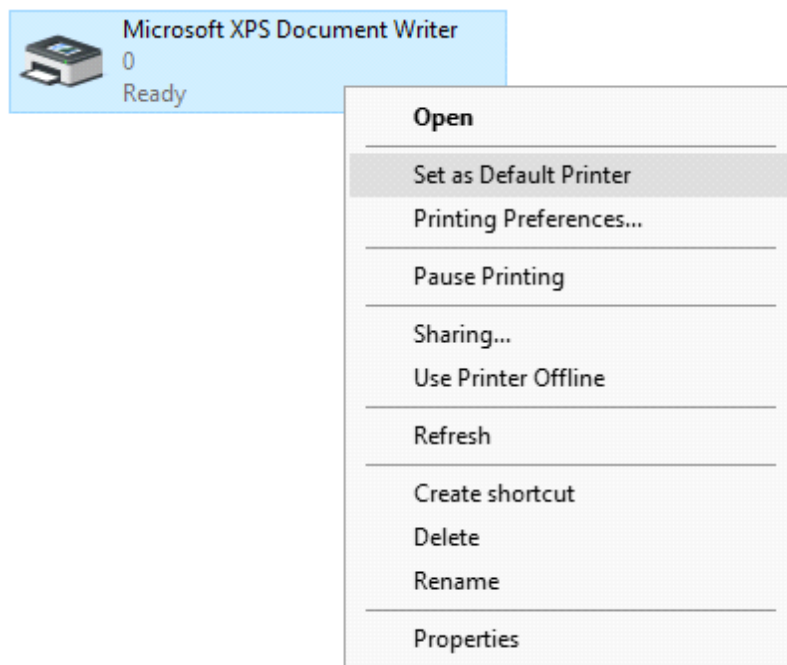 Microsoft XPS Document Writer
0
Ready
Open
Set as Default Printer
Printing Preferences...
Pause Printing
Sharing...
Use Printer Offline
Refresh
Create shortcut
Delete
Rename
Properties